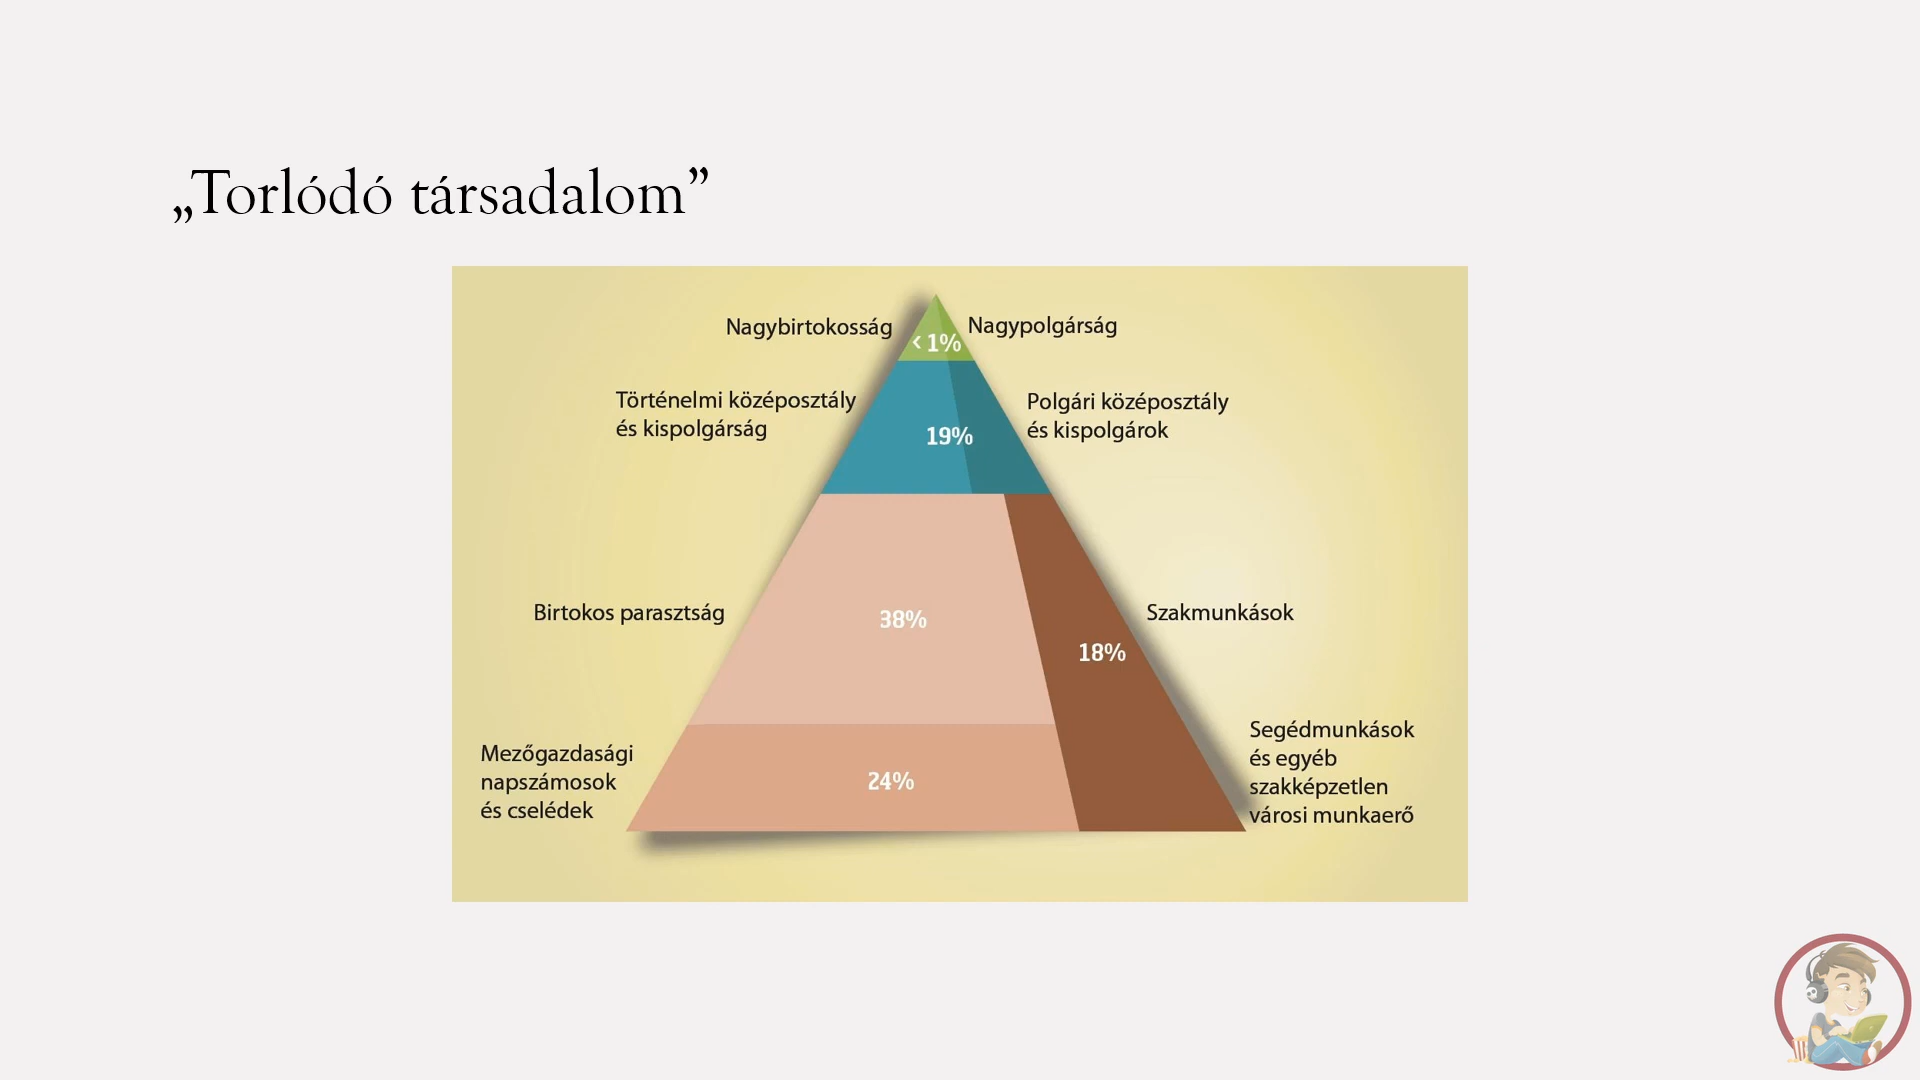 „Torlódó társadalom”
Nagybirtokosság
Nagypolgárság
< 1%
Történelmi középosztály
és kispolgárság
Polgári középosztály
és kispolgárok
19%
Birtokos parasztság
38%
Szakmunkások
18%
Mezőgazdasági
napszámosok
és cselédek
24%
Segédmunkások
és egyéb
szakképzetlen
városi munkaerő